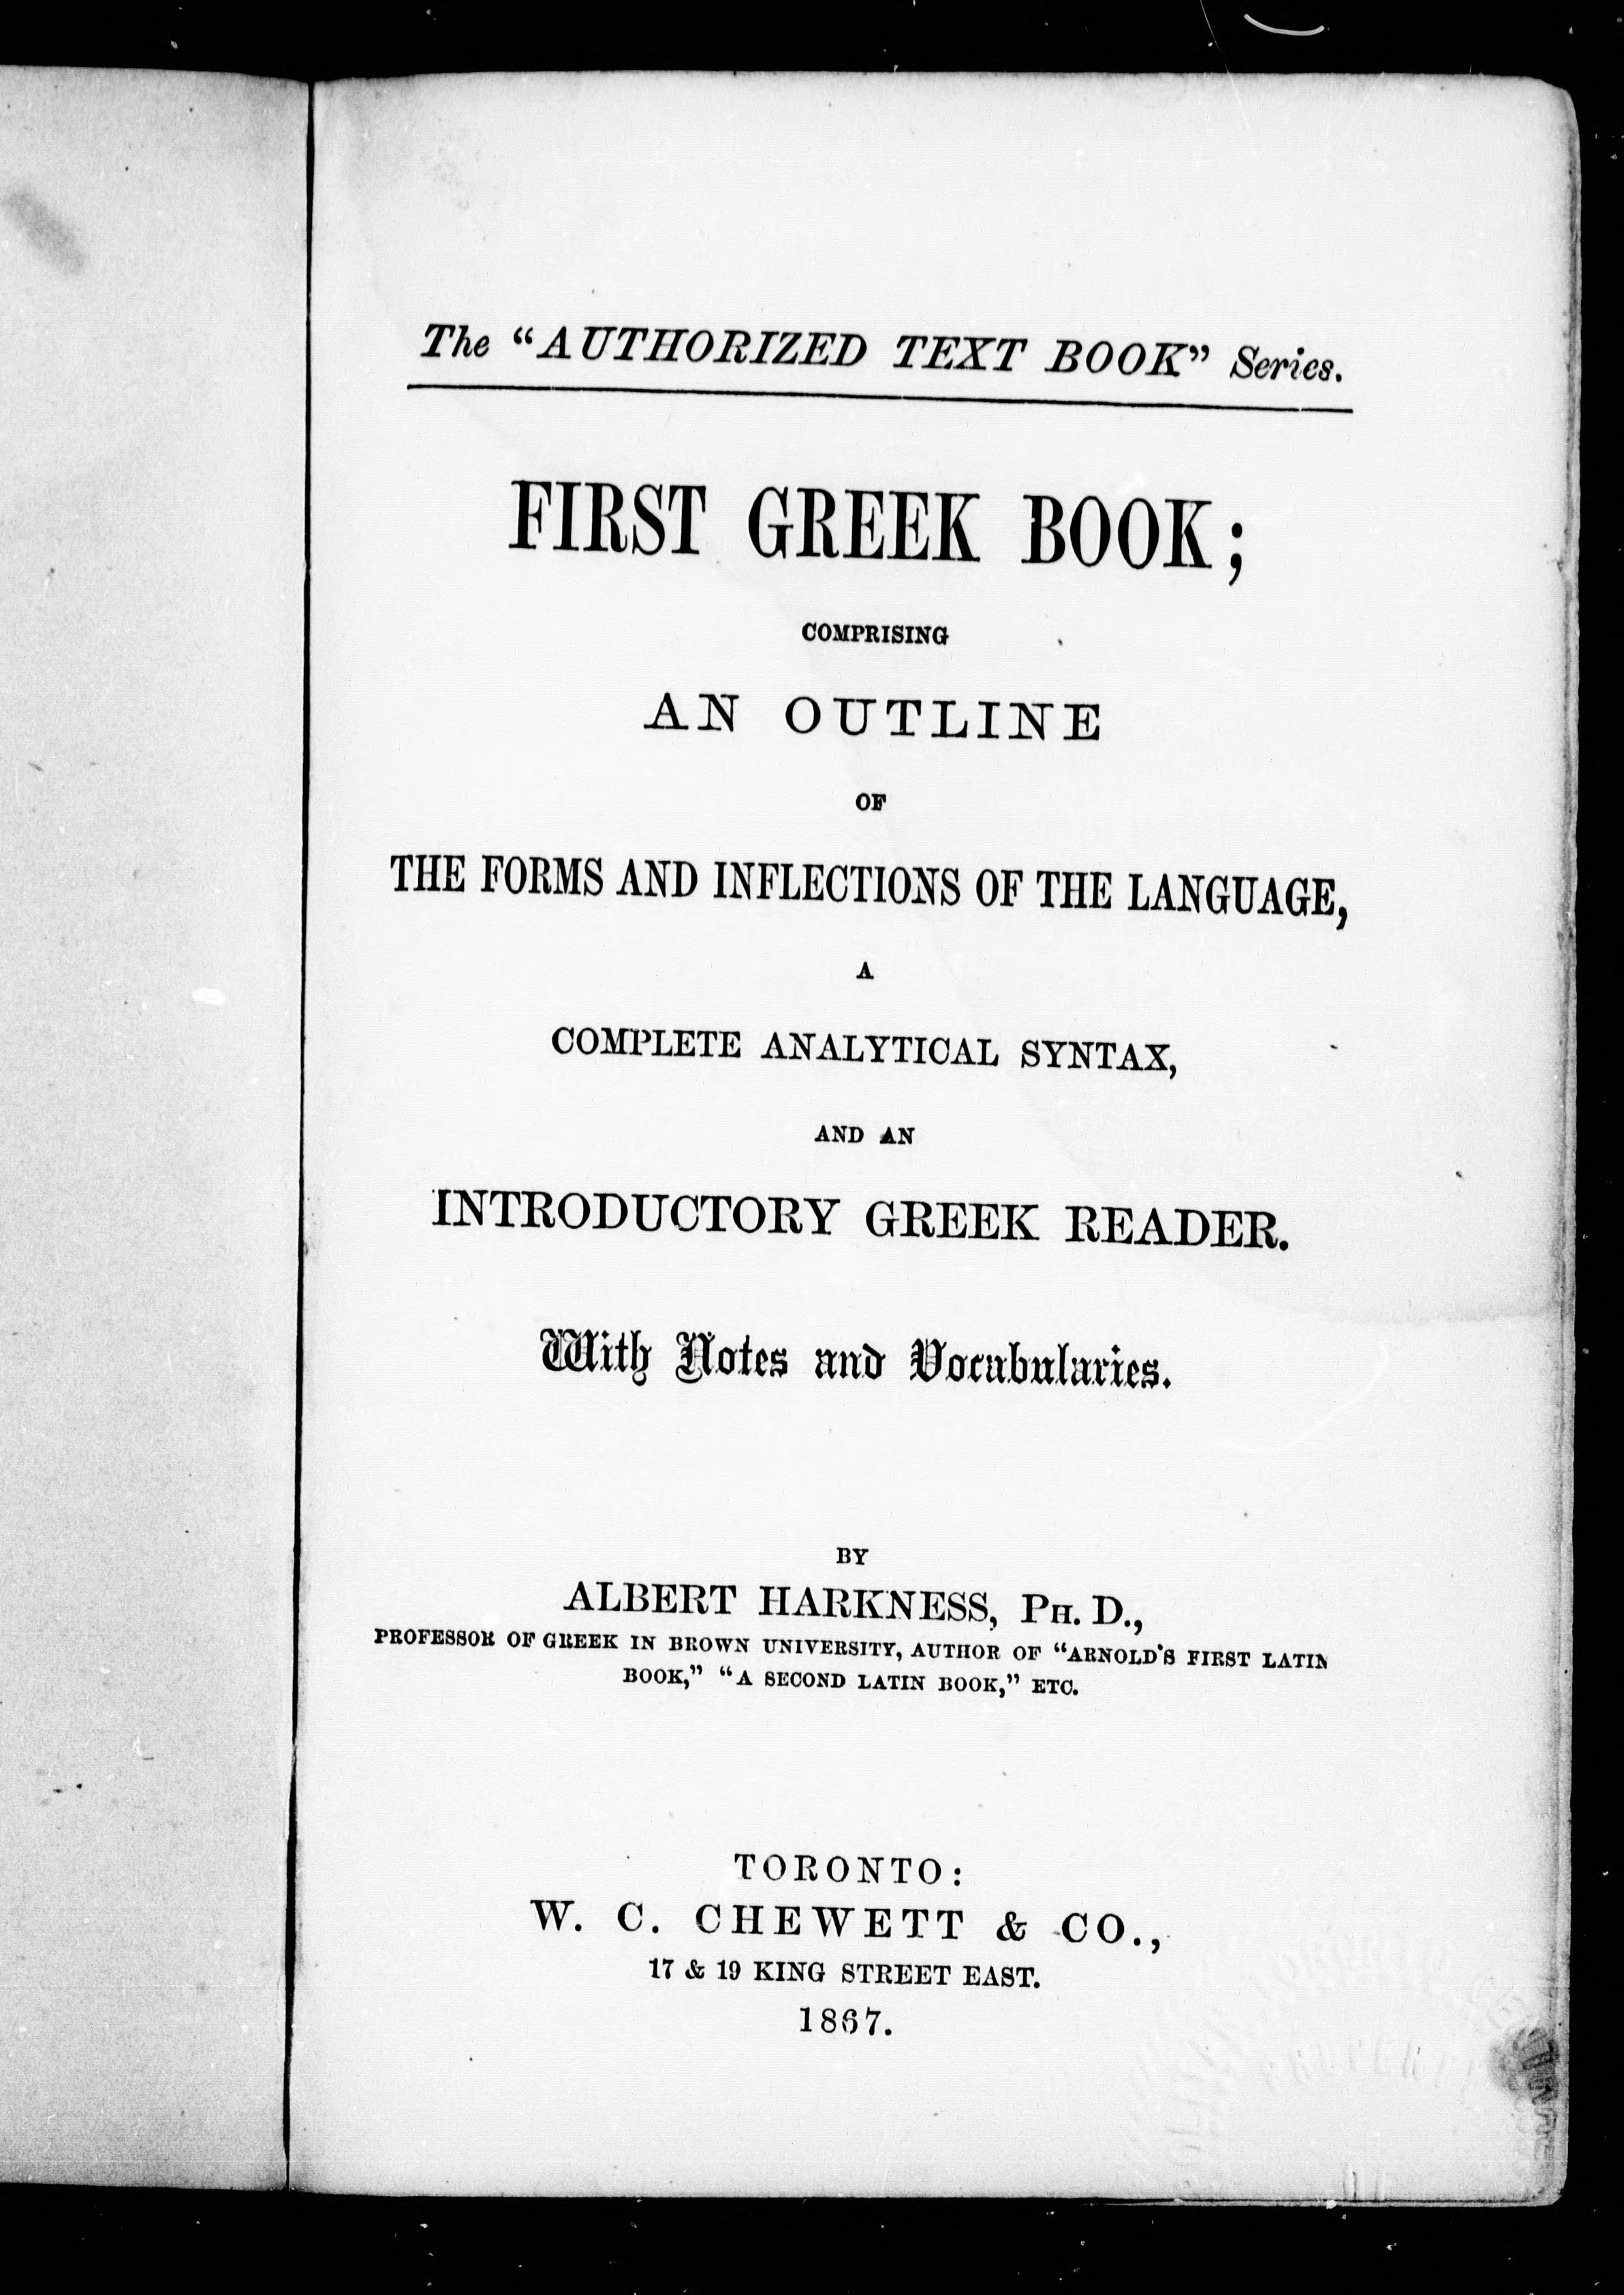 The “AUTHORIZED TEXT BOOK” Series.
FIRST GREEK BOOK;
COMPRISING
AN OUTLINE
OF
THE FORMS AND INFLECTIONS OF THE LANGUAGE,
A
COMPLETE ANALYTICAL SYNTAX,
AND AN
INTRODUCTORY GREEK READER.
With Notes and Vocabularies.
BY
ALBERT HARKNESS, PH. D.,
PROFESSOR OF GREEK IN BROWN UNIVERSITY, AUTHOR OF “ARNOLD'S FIRST LATIN
BOOK,” “A SECOND LATIN BOOK,” ETC.
TORONTO:
W. C. CHEWETT & CO.,
17 & 19 KING STREET EAST.
1867.